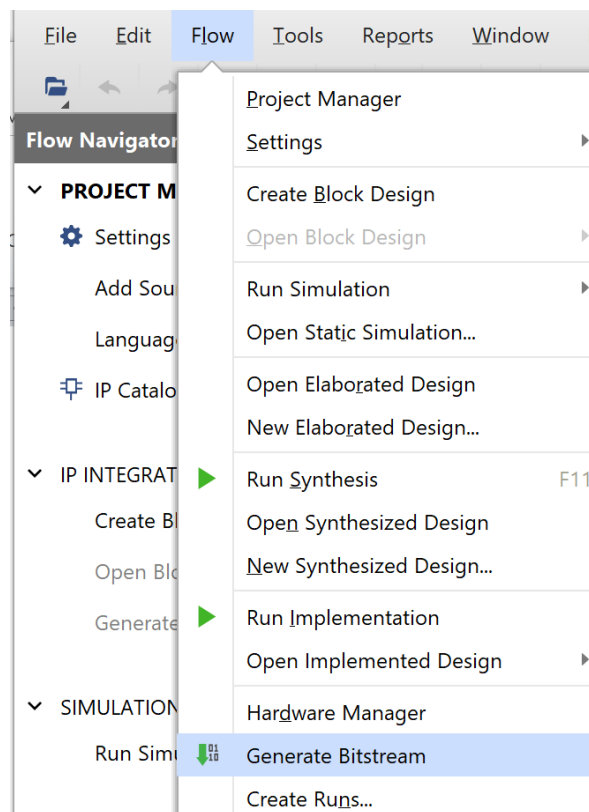 File Edit Flow Tools Reports Window
Flow Navigator
PROJECT M
Settings
Add Sou
Languag
IP Catalo
IP INTEGRAT
Create Bl
Open Blo
Generate
SIMULATION
Run Simu
Project Manager
Settings
Create Block Design
Open Block Design
Run Simulation
Open Static Simulation...
Open Elaborated Design
New Elaborated Design...
Run Synthesis F11
Open Synthesized Design
New Synthesized Design...
Run Implementation
Open Implemented Design
Hardware Manager
Generate Bitstream
Create Runs...